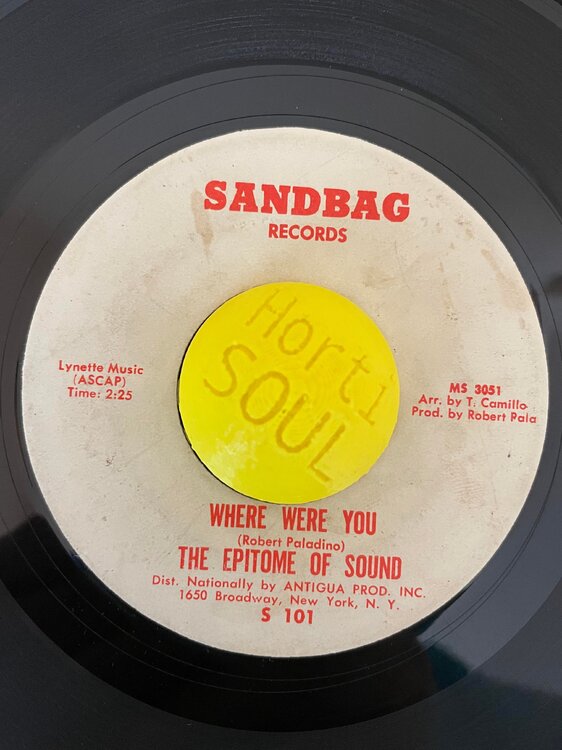 SANDBAG
RECORDS
Lynette Music
(ASCAP)
Time: 2:25
Horti
SOUL
MS 3051
Arr. by T. Camillo
Prod. by Robert Pala
WHERE WERE YOU
(Robert Paladino)
THE EPITOME OF SOUND
Dist. Nationally by ANTIGUA PROD. INC.
1650 Broadway, New York, N. Y.
S 101